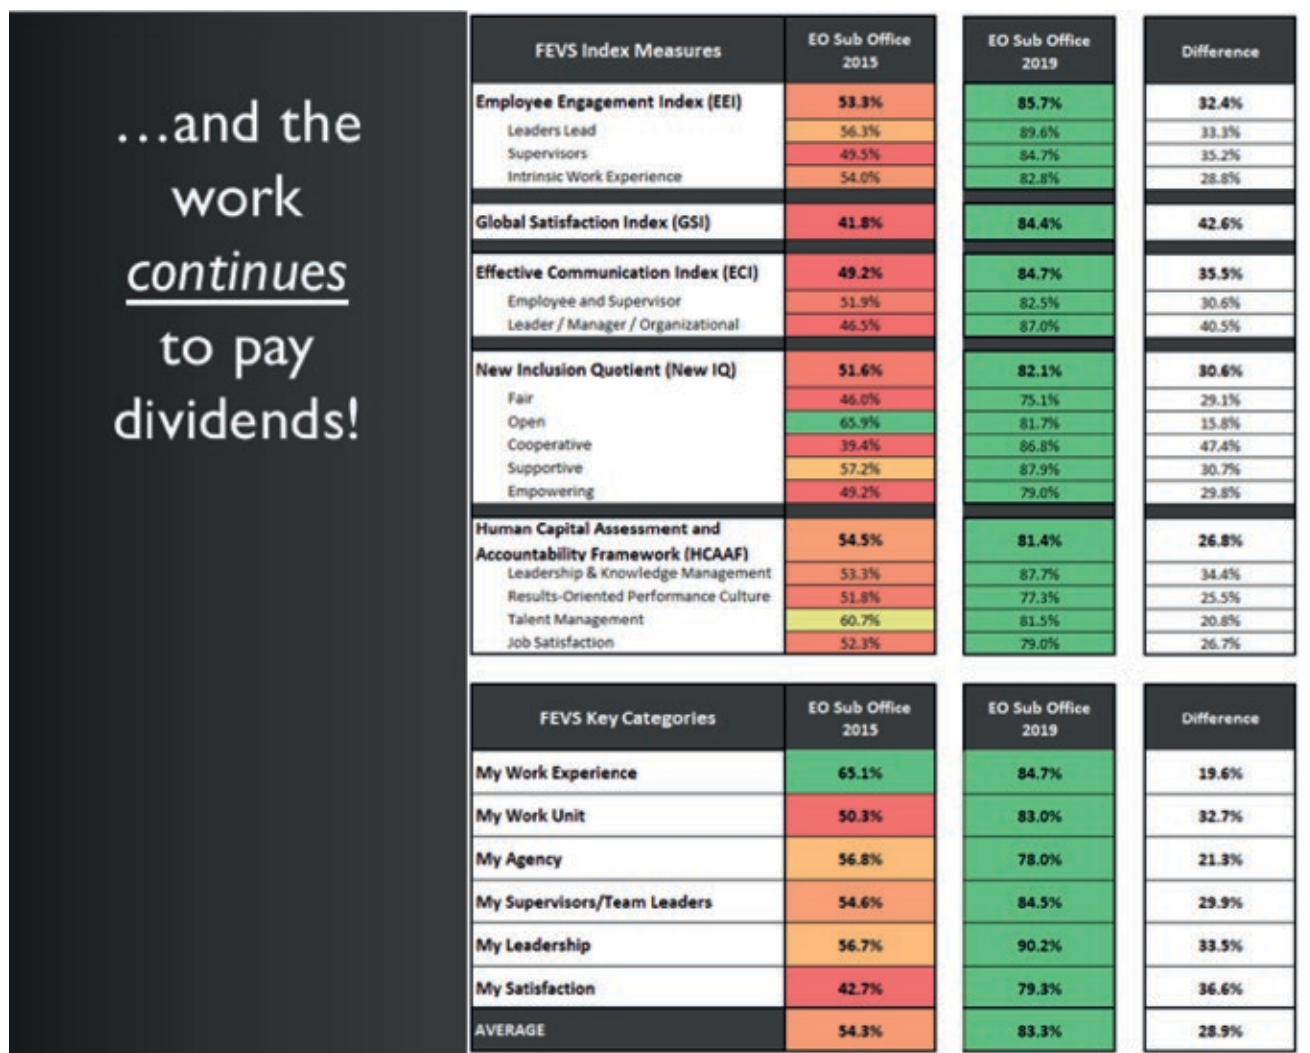 ...and the
work
continues
to pay
dividends!
FEVS Index Measures EO Sub Office 2015 EO Sub Office 2019 Difference
Employee Engagement Index (EEI) 53.3% 85.7% 32.4%
Leaders Lead 56.3% 89.6% 33.3%
Supervisors 49.5% 84.7% 35.2%
Intrinsic Work Experience 54.0% 82.8% 28.8%
Global Satisfaction Index (GSI) 41.8% 84.4% 42.6%
Effective Communication Index (ECI) 49.2% 84.7% 35.5%
Employee and Supervisor 51.9% 82.5% 30.6%
Leader / Manager / Organizational 46.5% 87.0% 40.5%
New Inclusion Quotient (New IQ) 51.6% 82.1% 30.6%
Fair 46.0% 75.1% 29.1%
Open 65.9% 81.7% 15.8%
Cooperative 39.4% 86.8% 47.4%
Supportive 57.2% 87.9% 30.7%
Empowering 49.2% 79.0% 29.8%
Human Capital Assessment and
Accountability Framework (HCAAF) 54.5% 81.4% 26.8%
Leadership & Knowledge Management 53.3% 87.7% 34.4%
Results-Oriented Performance Culture 51.8% 77.3% 25.5%
Talent Management 60.7% 81.5% 20.8%
Job Satisfaction 52.3% 79.0% 26.7%
FEVS Key Categories EO Sub Office 2015 EO Sub Office 2019 Difference
My Work Experience 65.1% 84.7% 19.6%
My Work Unit 50.3% 83.0% 32.7%
My Agency 56.8% 78.0% 21.3%
My Supervisors/Team Leaders 54.6% 84.5% 29.9%
My Leadership 56.7% 90.2% 33.5%
My Satisfaction 42.7% 79.3% 36.6%
AVERAGE 54.3% 83.3% 28.9%